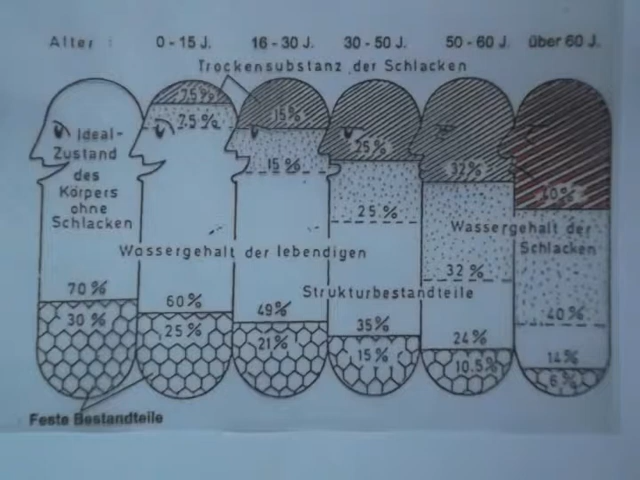 Alter : 0-15 J. 16-30 J. 30-50 J. 50-60 J. über 60 J.
Trockensubstanz der Schlacken
7.5%
7.5%
15%
15%
25%
25%
32%
32%
40%
40%
Ideal-
Zustand
des
Körpers
ohne
Schlacken
Wassergehalt der
Schlacken
Wassergehalt der lebendigen
Strukturbestandteile
70% 60% 49% 35% 24% 14%
30% 25% 21% 15% 10.5% 6%
Feste Bestandteile